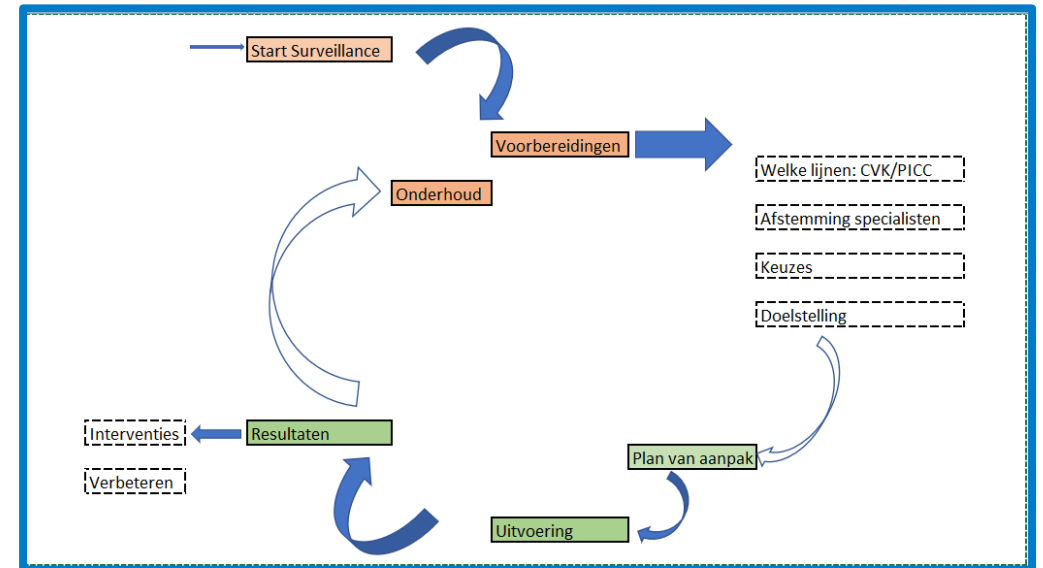 Start Surveillance
Voorbereidingen
Welke lijnen: CVK/PICC
Onderhoud
Afstemming specialisten
Keuzes
Doelstelling
Interventies
Resultaten
Plan van aanpak
Verbeteren
Uitvoering